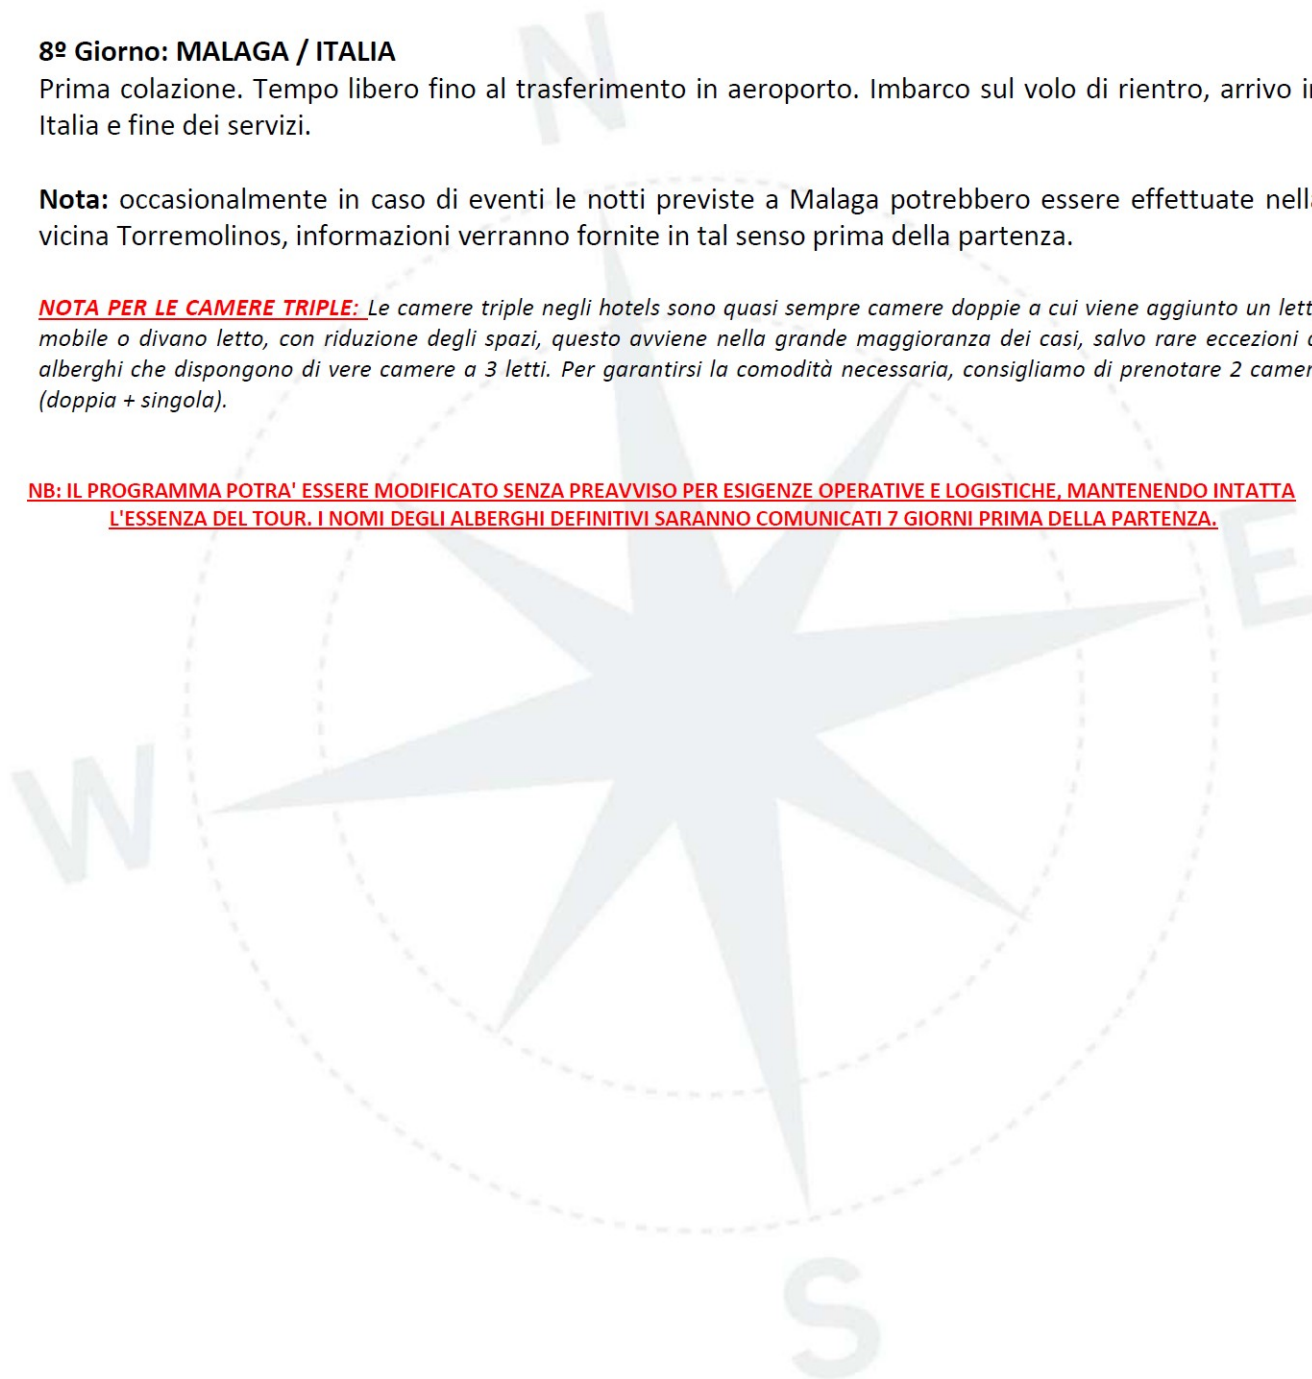 8º Giorno: MALAGA / ITALIA
Prima colazione. Tempo libero fino al trasferimento in aeroporto. Imbarco sul volo di rientro, arrivo in
Italia e fine dei servizi.
Nota: occasionalmente in caso di eventi le notti previste a Malaga potrebbero essere effettuate nella
vicina Torremolinos, informazioni verranno fornite in tal senso prima della partenza.
NOTA PER LE CAMERE TRIPLE: Le camere triple negli hotels sono quasi sempre camere doppie a cui viene aggiunto un lett
mobile o divano letto, con riduzione degli spazi, questo avviene nella grande maggioranza dei casi, salvo rare eccezioni d
alberghi che dispongono di vere camere a 3 letti. Per garantirsi la comodità necessaria, consigliamo di prenotare 2 camer
(doppia + singola).
NB: IL PROGRAMMA POTRA' ESSERE MODIFICATO SENZA PREAVVISO PER ESIGENZE OPERATIVE E LOGISTICHE, MANTENENDO INTATTA
L'ESSENZA DEL TOUR. I NOMI DEGLI ALBERGHI DEFINITIVI SARANNO COMUNICATI 7 GIORNI PRIMA DELLA PARTENZA.
N
E
W
S